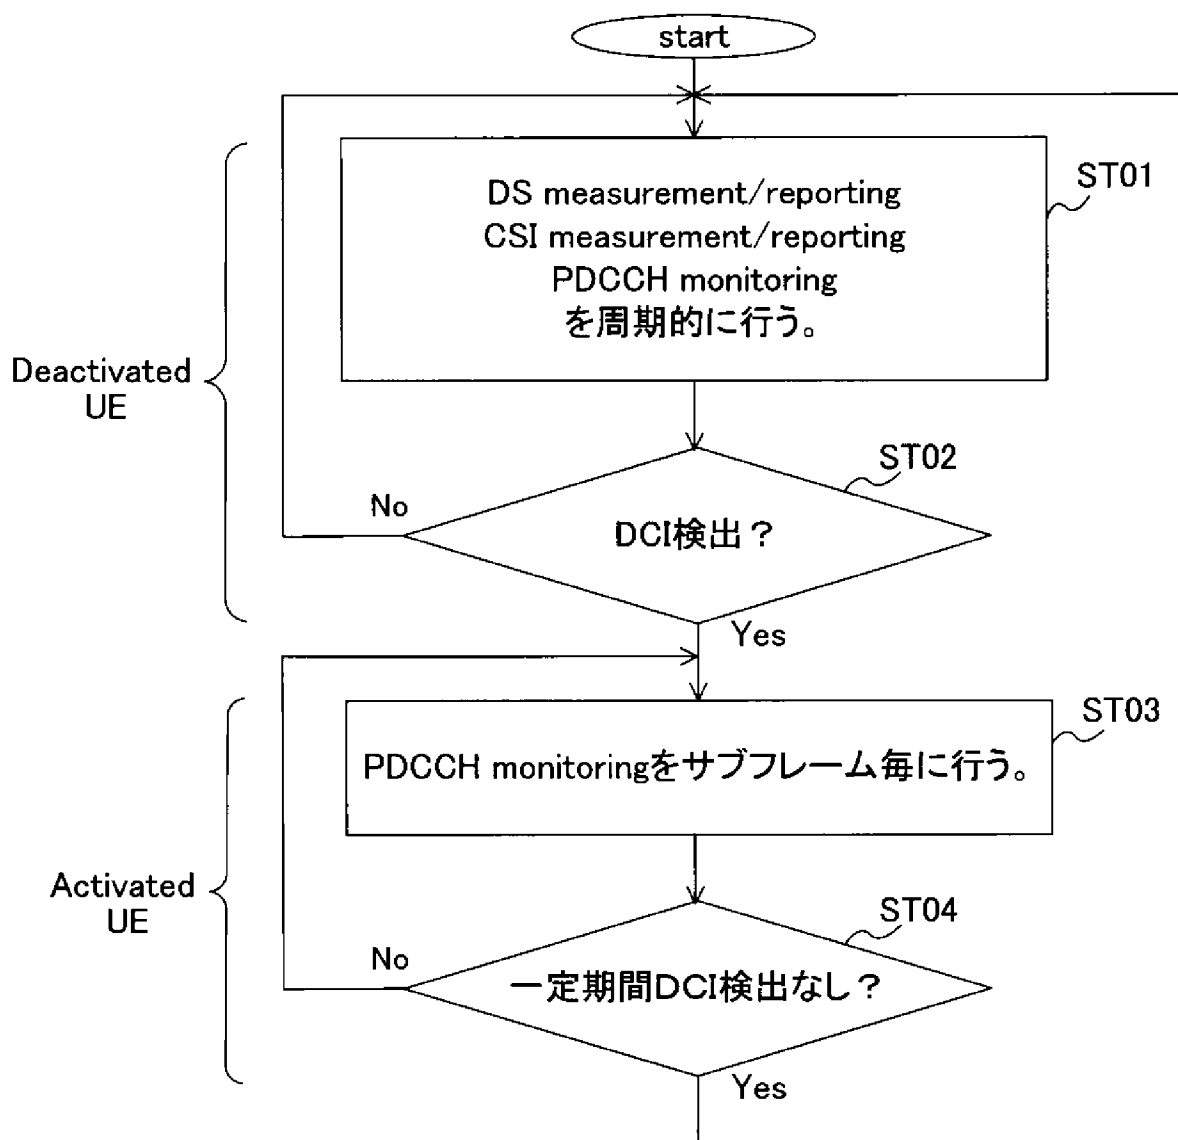 start
ST01
DS measurement/reporting
CSI measurement/reporting
PDCCH monitoring
を周期的に行う。
Deactivated
UE
ST02
No
DCI検出？
Yes
ST03
PDCCH monitoringをサブフレーム毎に行う。
Activated
UE
ST04
No
一定期間DCI検出なし？
Yes